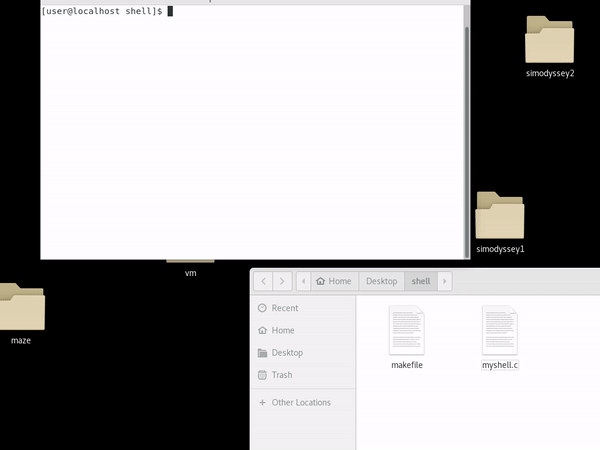 [user@localhost shell]$
simodyssey2
simodyssey1
vm
maze
Home Desktop shell
Recent
Home
Desktop
Trash
Other Locations
makefile
myshell.c